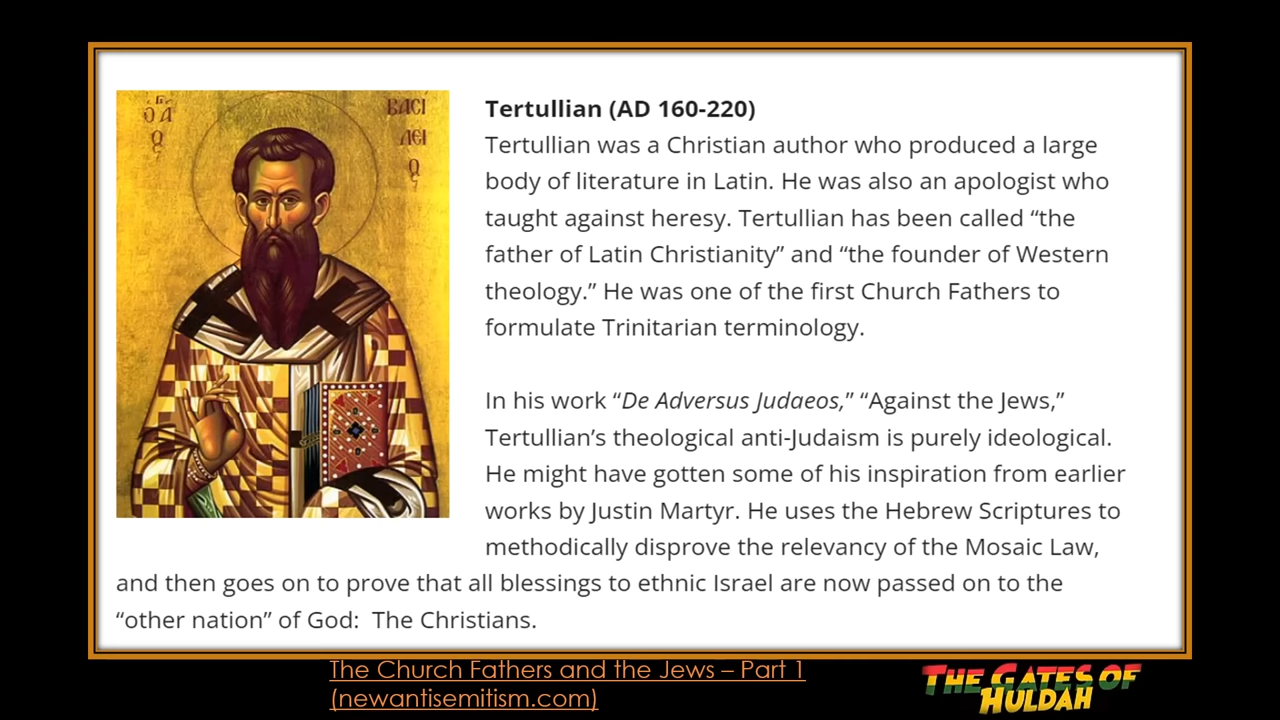 ὁ ἅ
γι
ο
ς
ΒΑCΙ
ΛΕΙ
Ο
ς
Tertullian (AD 160-220)
Tertullian was a Christian author who produced a large
body of literature in Latin. He was also an apologist who
taught against heresy. Tertullian has been called “the
father of Latin Christianity” and “the founder of Western
theology.” He was one of the first Church Fathers to
formulate Trinitarian terminology.
In his work “De Adversus Judaeos,” “Against the Jews,”
Tertullian’s theological anti-Judaism is purely ideological.
He might have gotten some of his inspiration from earlier
works by Justin Martyr. He uses the Hebrew Scriptures to
methodically disprove the relevancy of the Mosaic Law,
and then goes on to prove that all blessings to ethnic Israel are now passed on to the
“other nation” of God:  The Christians.
The Church Fathers and the Jews – Part 1
(newantisemitism.com)
THE GATES OF
HULDAH